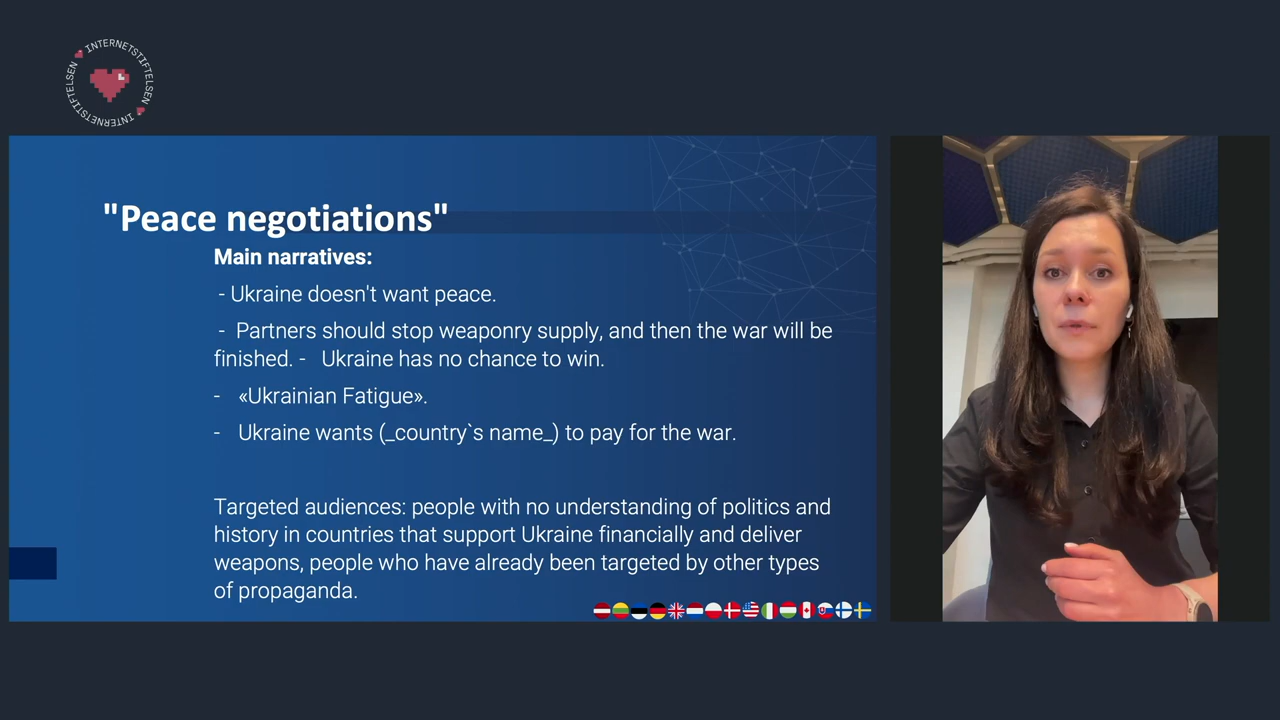 INTERNETSTIFTELSEN
INTERNETSTIFTELSEN
"Peace negotiations"
Main narratives:
- Ukraine doesn't want peace.
- Partners should stop weaponry supply, and then the war will be
finished. - Ukraine has no chance to win.
- «Ukrainian Fatigue».
- Ukraine wants (_country`s name_) to pay for the war.
Targeted audiences: people with no understanding of politics and
history in countries that support Ukraine financially and deliver
weapons, people who have already been targeted by other types
of propaganda.